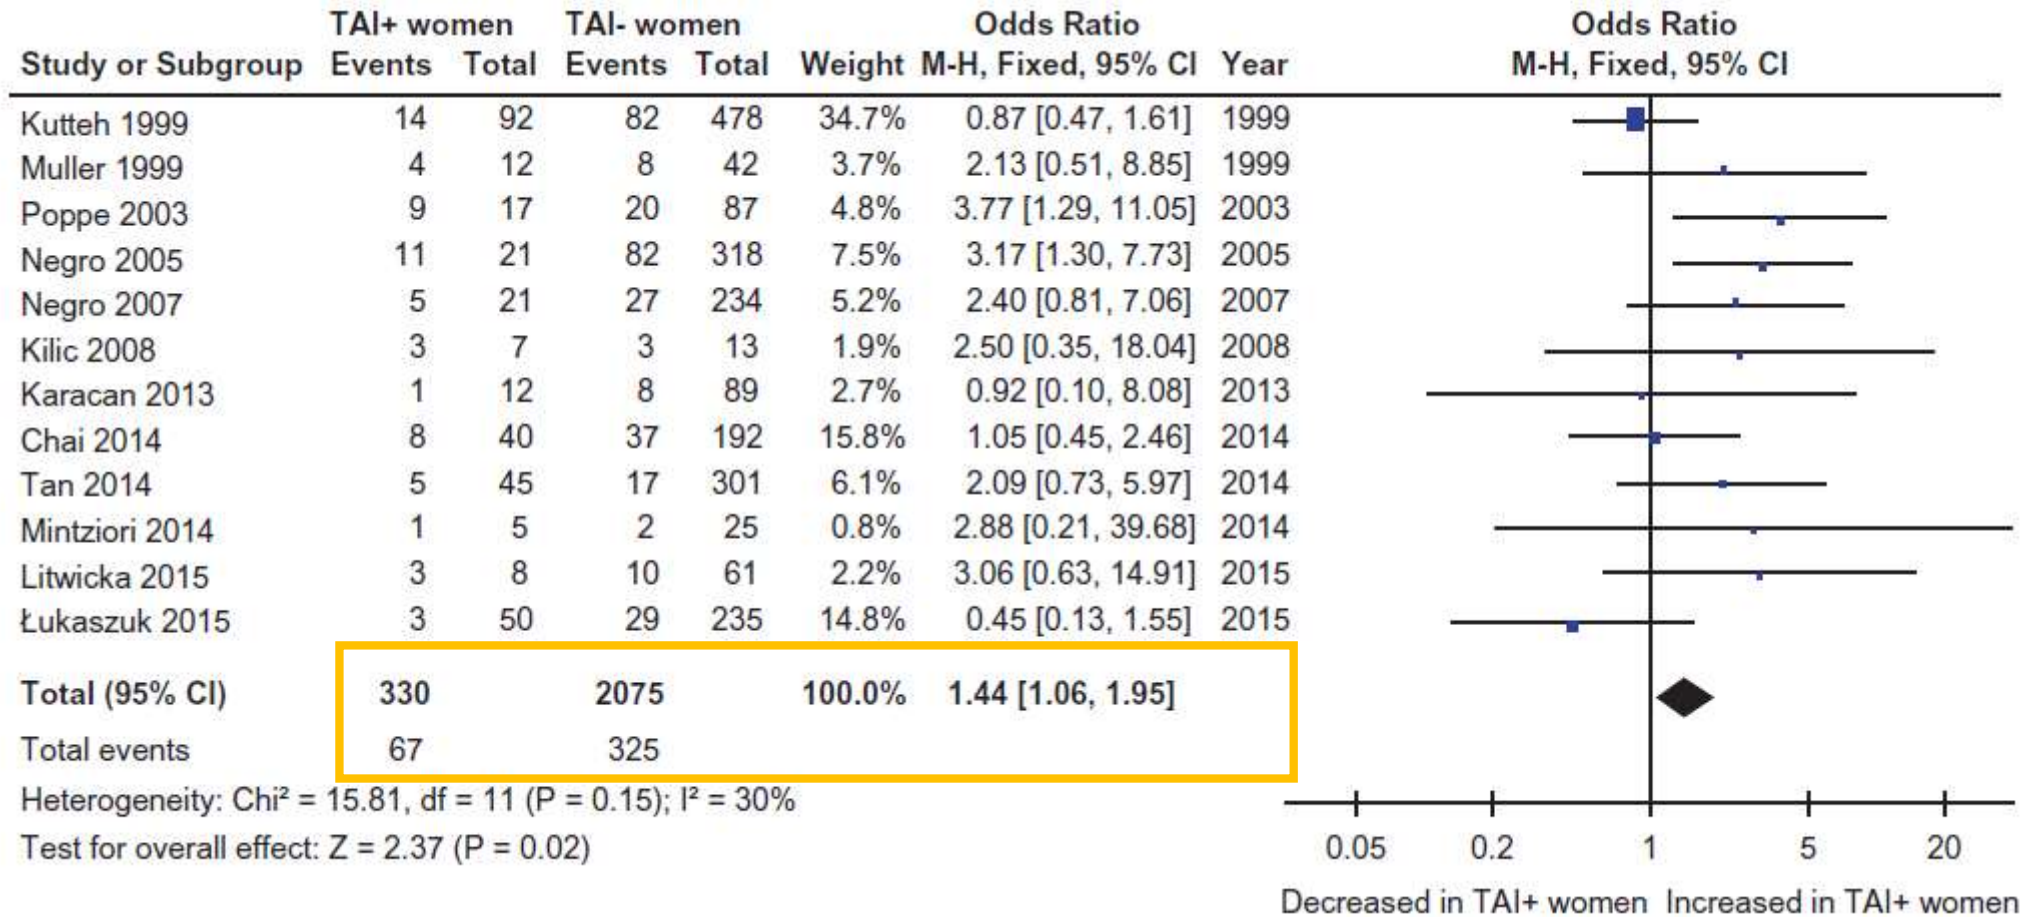 TAI+ women TAI- women Odds Ratio Odds Ratio
Study or Subgroup Events Total Events Total Weight M-H, Fixed, 95% CI Year M-H, Fixed, 95% CI
Kutteh 1999 14 92 82 478 34.7% 0.87 [0.47, 1.61] 1999
Muller 1999 4 12 8 42 3.7% 2.13 [0.51, 8.85] 1999
Poppe 2003 9 17 20 87 4.8% 3.77 [1.29, 11.05] 2003
Negro 2005 11 21 82 318 7.5% 3.17 [1.30, 7.73] 2005
Negro 2007 5 21 27 234 5.2% 2.40 [0.81, 7.06] 2007
Kilic 2008 3 7 3 13 1.9% 2.50 [0.35, 18.04] 2008
Karacan 2013 1 12 8 89 2.7% 0.92 [0.10, 8.08] 2013
Chai 2014 8 40 37 192 15.8% 1.05 [0.45, 2.46] 2014
Tan 2014 5 45 17 301 6.1% 2.09 [0.73, 5.97] 2014
Mintziori 2014 1 5 2 25 0.8% 2.88 [0.21, 39.68] 2014
Litwicka 2015 3 8 10 61 2.2% 3.06 [0.63, 14.91] 2015
Łukaszuk 2015 3 50 29 235 14.8% 0.45 [0.13, 1.55] 2015
Total (95% CI) 330 2075 100.0% 1.44 [1.06, 1.95]
Total events 67 325
Heterogeneity: Chi² = 15.81, df = 11 (P = 0.15); I² = 30%
Test for overall effect: Z = 2.37 (P = 0.02)
0.05 0.2 1 5 20
Decreased in TAI+ women Increased in TAI+ women